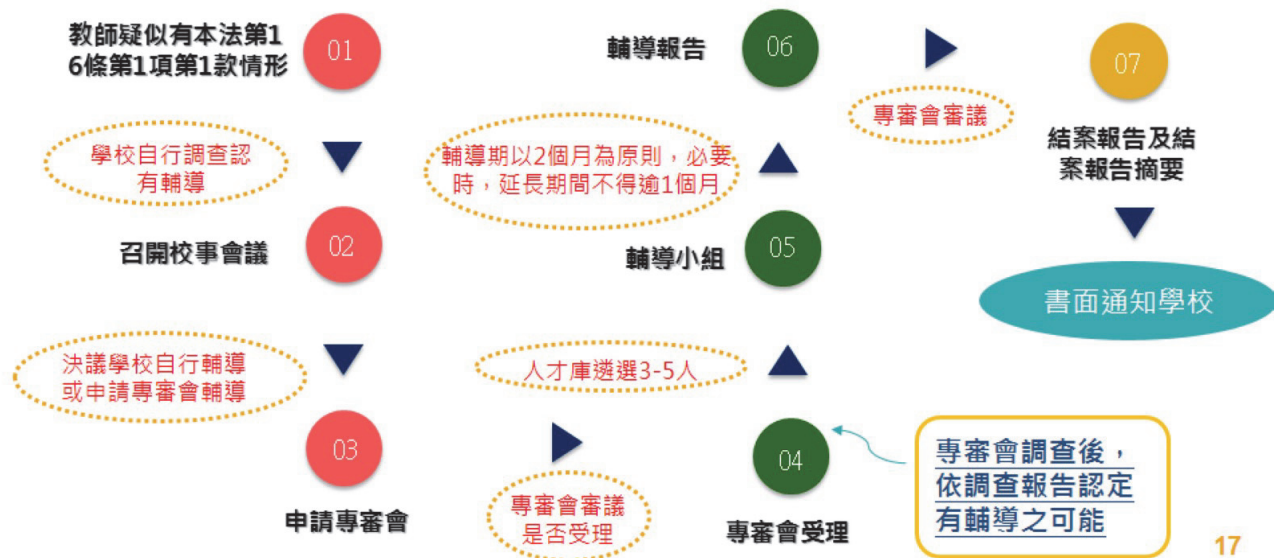 教師疑似有本法第1
6條第1項第1款情形
01
學校自行調查認
有輔導
召開校事會議
02
決議學校自行輔導
或申請專審會輔導
03
申請專審會
專審會審議
是否受理
04
專審會受理
專審會調查後，
依調查報告認定
有輔導之可能
人才庫遴選3-5人
輔導小組
05
輔導期以2個月為原則，必要
時，延長期間不得逾1個月
輔導報告
06
專審會審議
07
結案報告及結
案報告摘要
書面通知學校
17